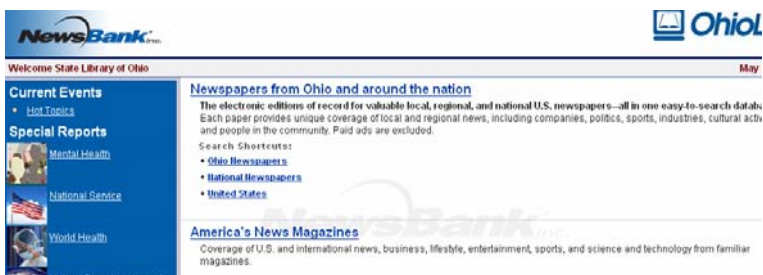 NewsBank inc.
OhioL
Welcome State Library of Ohio
May
Current Events
• Hot Topics
Special Reports
Mental Health
National Service
World Health
Newspapers from Ohio and around the nation
The electronic editions of record for valuable local, regional, and national U.S. newspapers--all in one easy-to-search databa
Each paper provides unique coverage of local and regional news, including companies, politics, sports, industries, cultural activ
and people in the community. Paid ads are excluded.
Search Shortcuts:
• Ohio Newspapers
• National Newspapers
• United States
NewsBank inc.
America's News Magazines
Coverage of U.S. and international news, business, lifestyle, entertainment, sports, and science and technology from familiar
magazines.